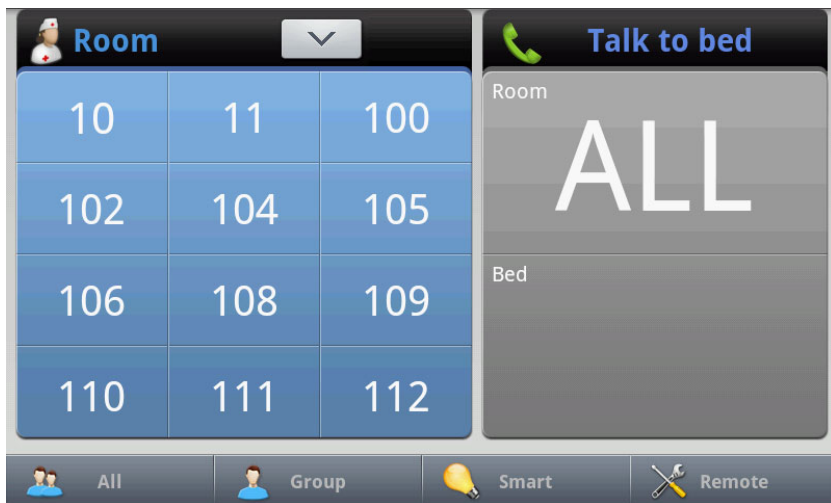 Room
Talk to bed
10 11 100
102 104 105
106 108 109
110 111 112
Room
ALL
Bed
All Group Smart Remote